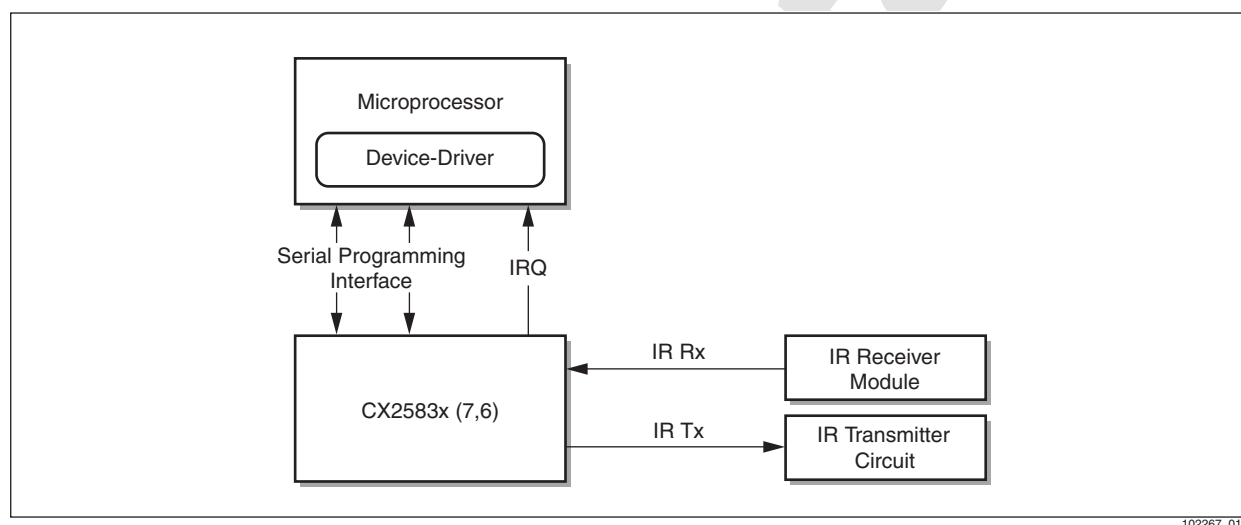 Microprocessor
Device-Driver
Serial Programming
Interface
IRQ
CX2583x (7,6)
IR Rx
IR Receiver
Module
IR Tx
IR Transmitter
Circuit